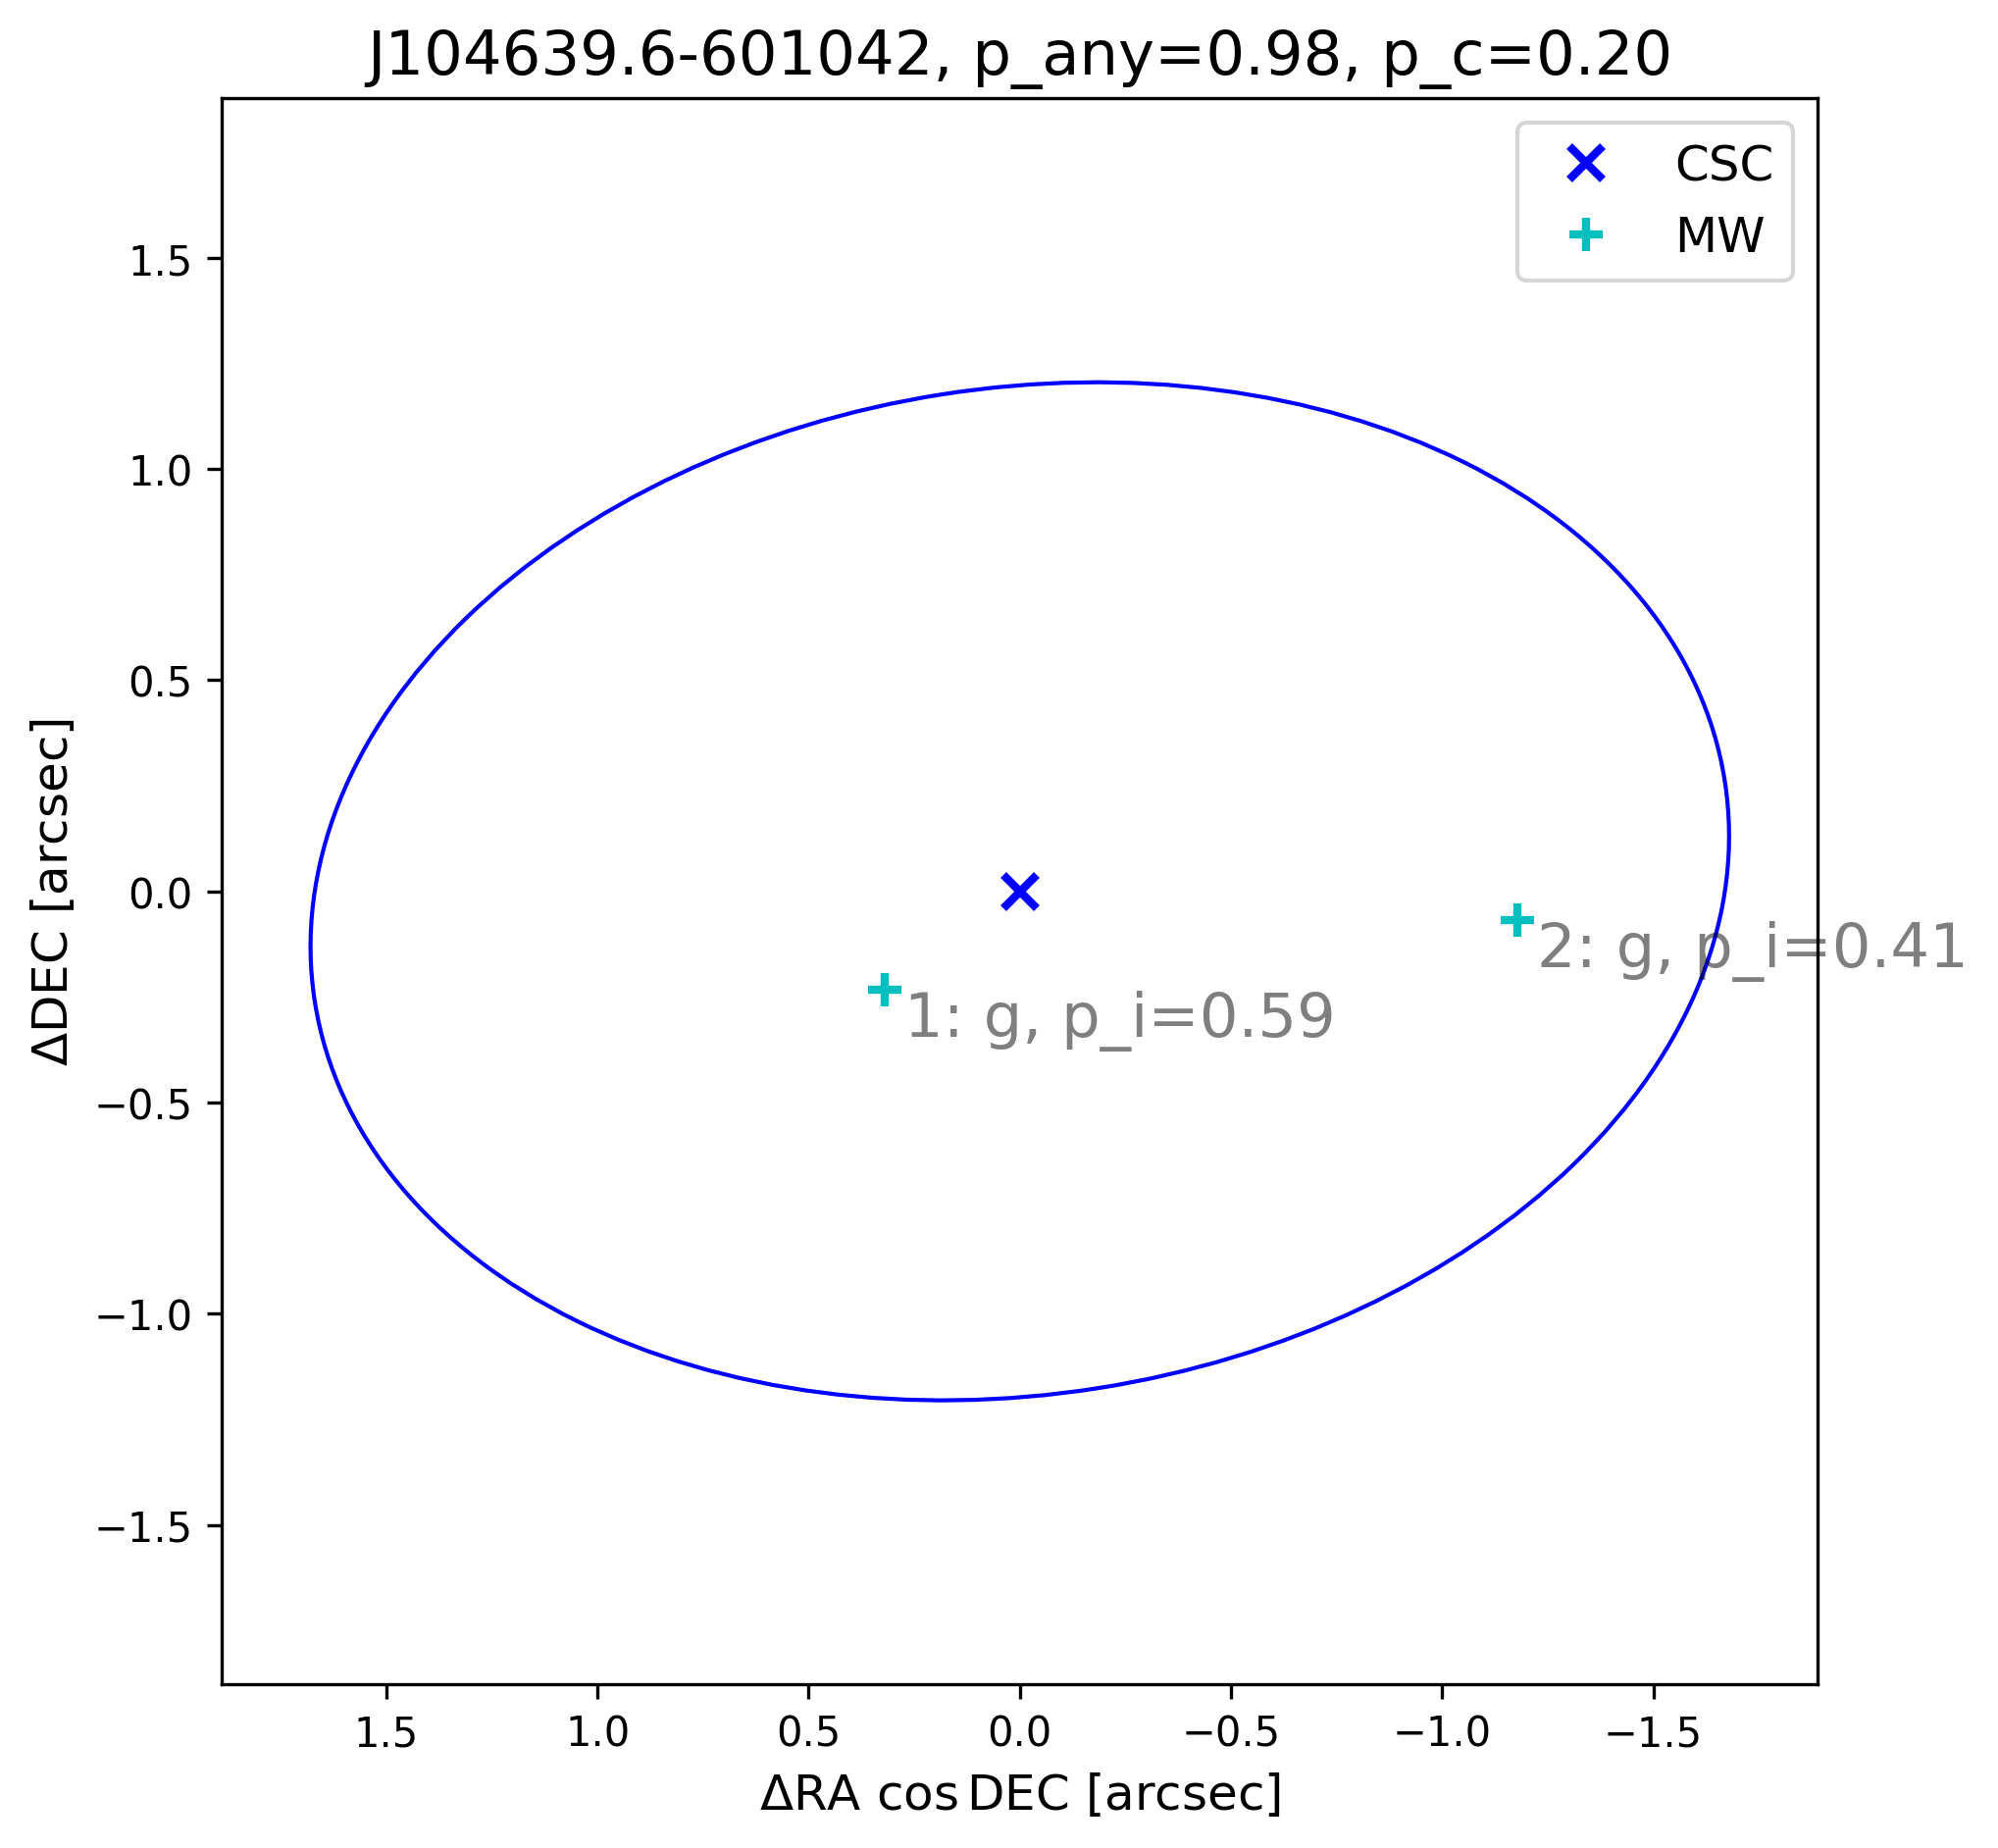 J104639.6-601042, p_any=0.98, p_c=0.20
CSC
MW
1.5
1.0
0.5
0.0
−0.5
−1.0
−1.5
ΔDEC [arcsec]
2: g, p_i=0.41
1: g, p_i=0.59
1.5 1.0 0.5 0.0 −0.5 −1.0 −1.5
ΔRA cos DEC [arcsec]